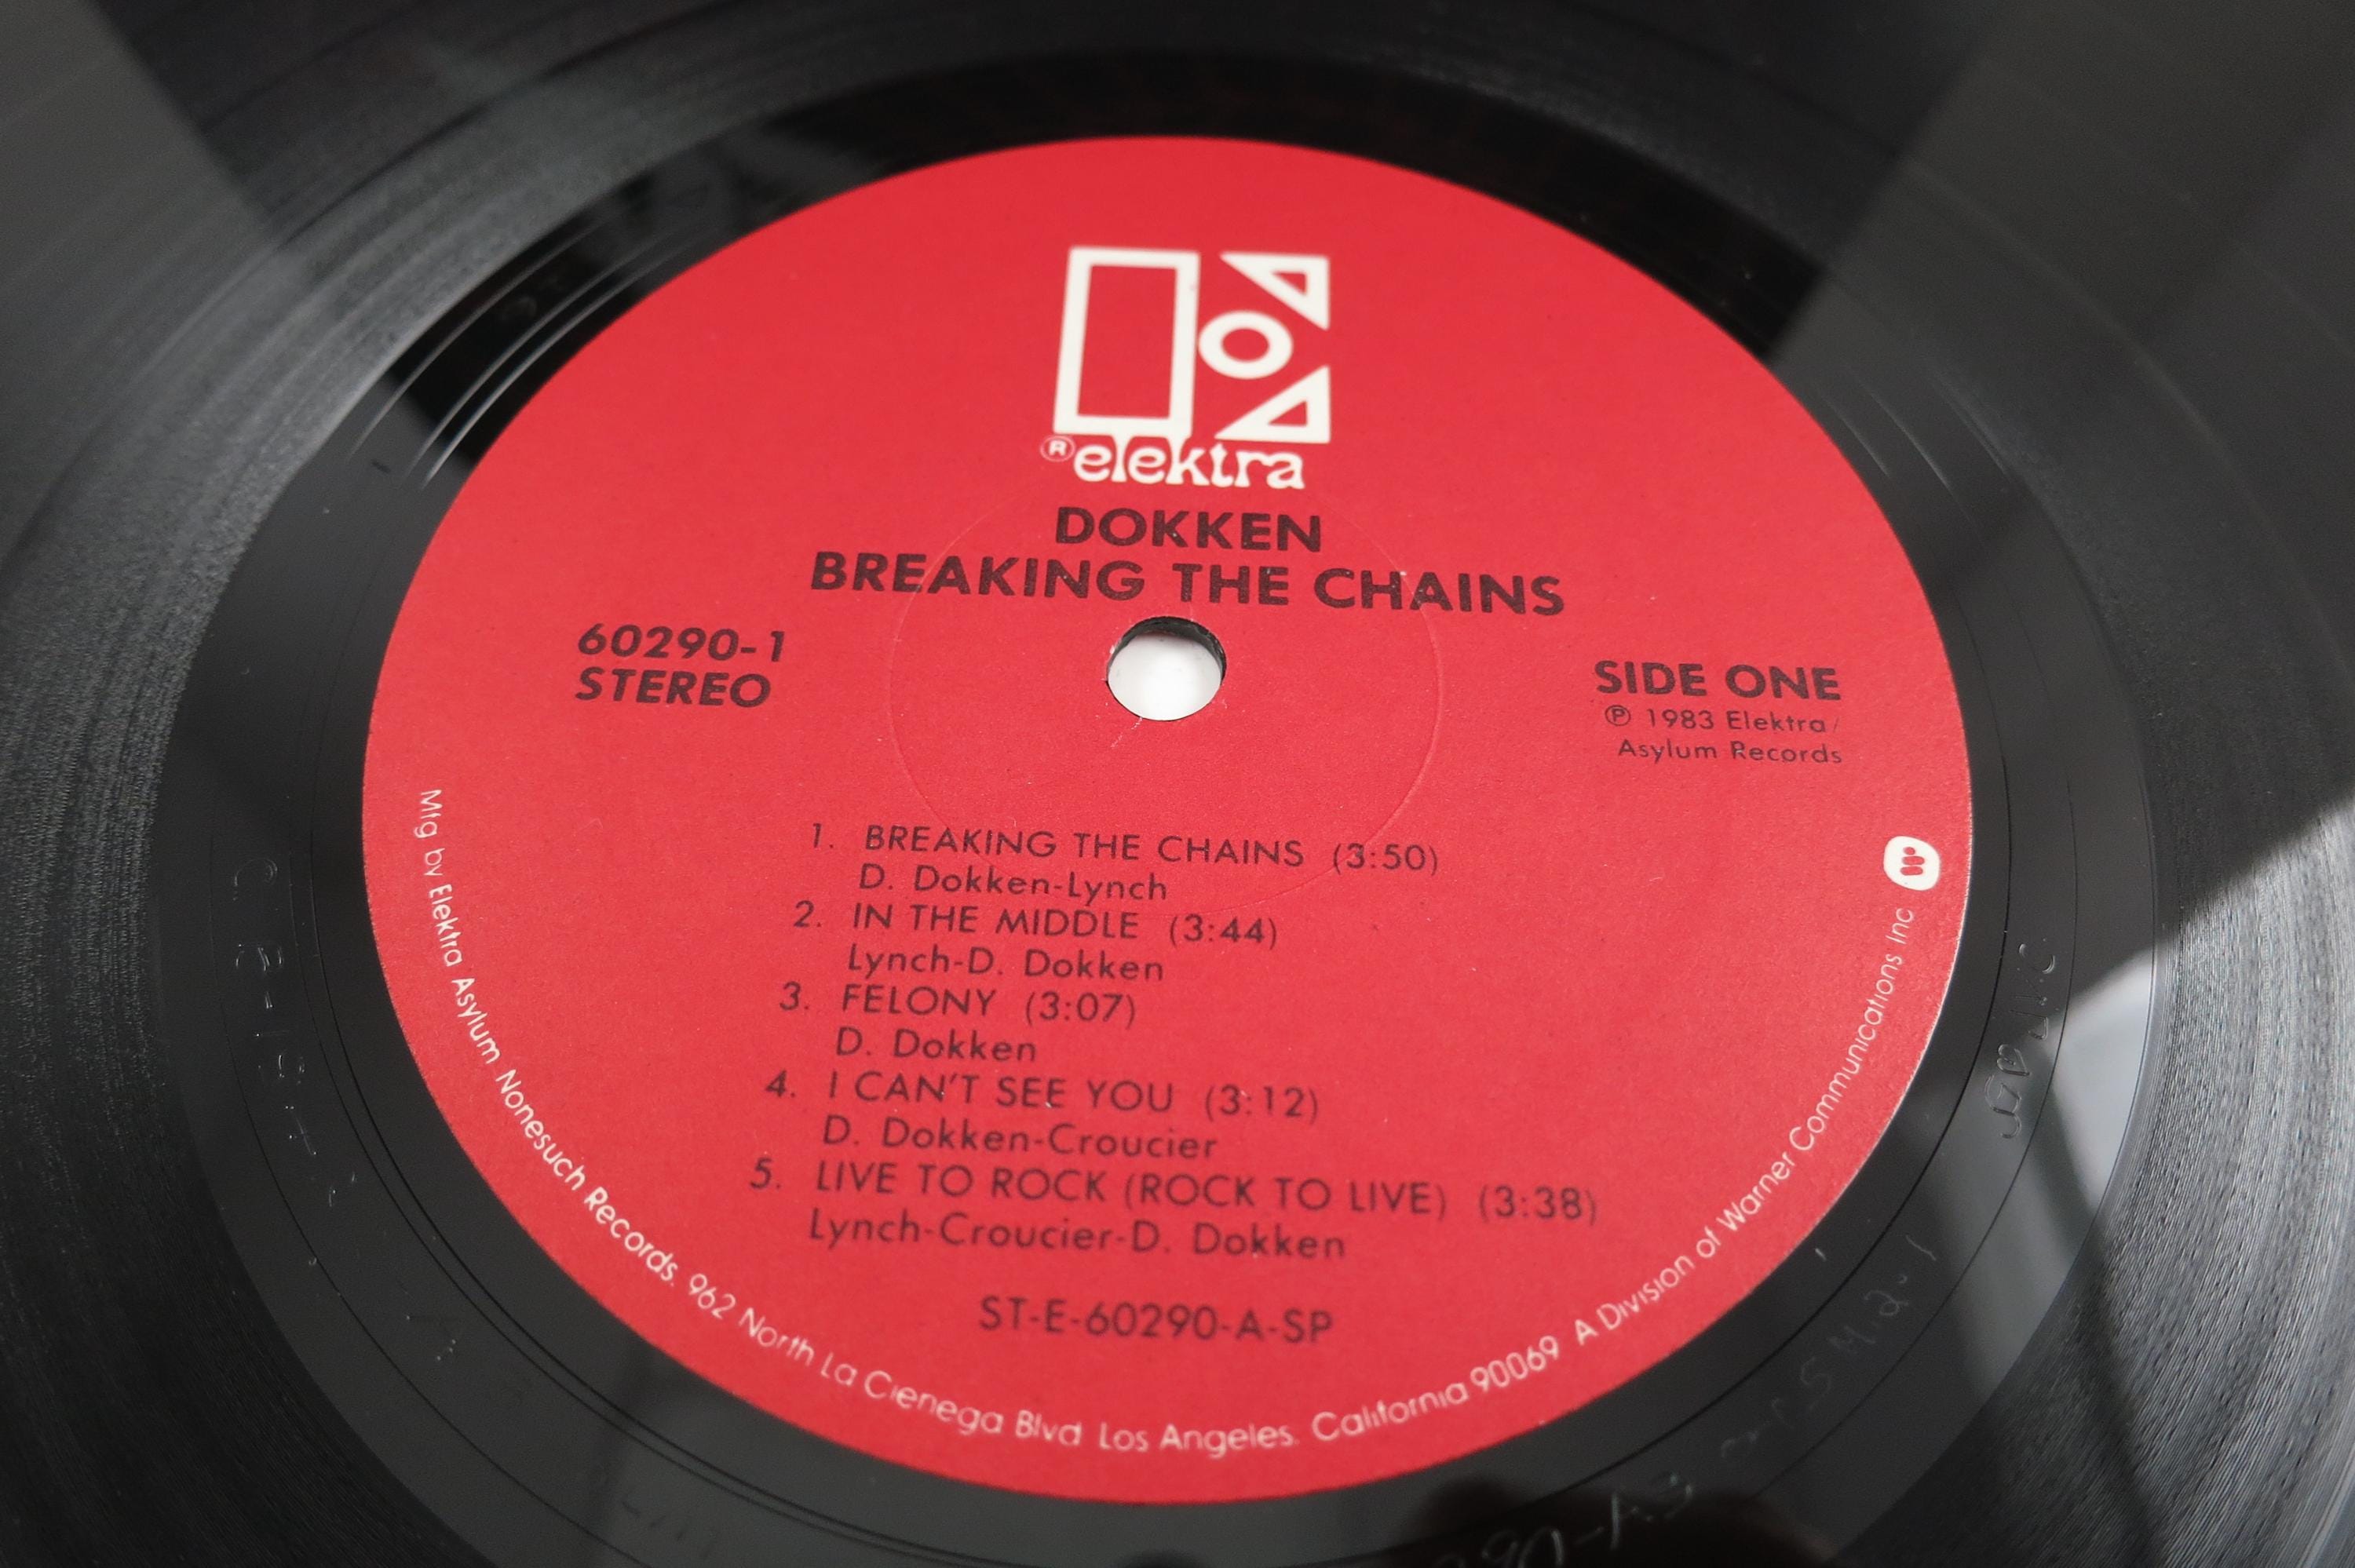 ® elektra
DOKKEN
BREAKING THE CHAINS
60290-1
STEREO
SIDE ONE
℗ 1983 Elektra/
Asylum Records
1. BREAKING THE CHAINS (3:50)
D. Dokken-Lynch
2. IN THE MIDDLE (3:44)
Lynch-D. Dokken
3. FELONY (3:07)
D. Dokken
4. I CAN'T SEE YOU (3:12)
D. Dokken-Croucier
5. LIVE TO ROCK (ROCK TO LIVE) (3:38)
Lynch-Croucier-D. Dokken
ST-E-60290-A-SP
Mfg by Elektra Asylum Nonesuch Records. 962 North La Cienega Blvd Los Angeles. California 90069 A Division of Warner Communications Inc